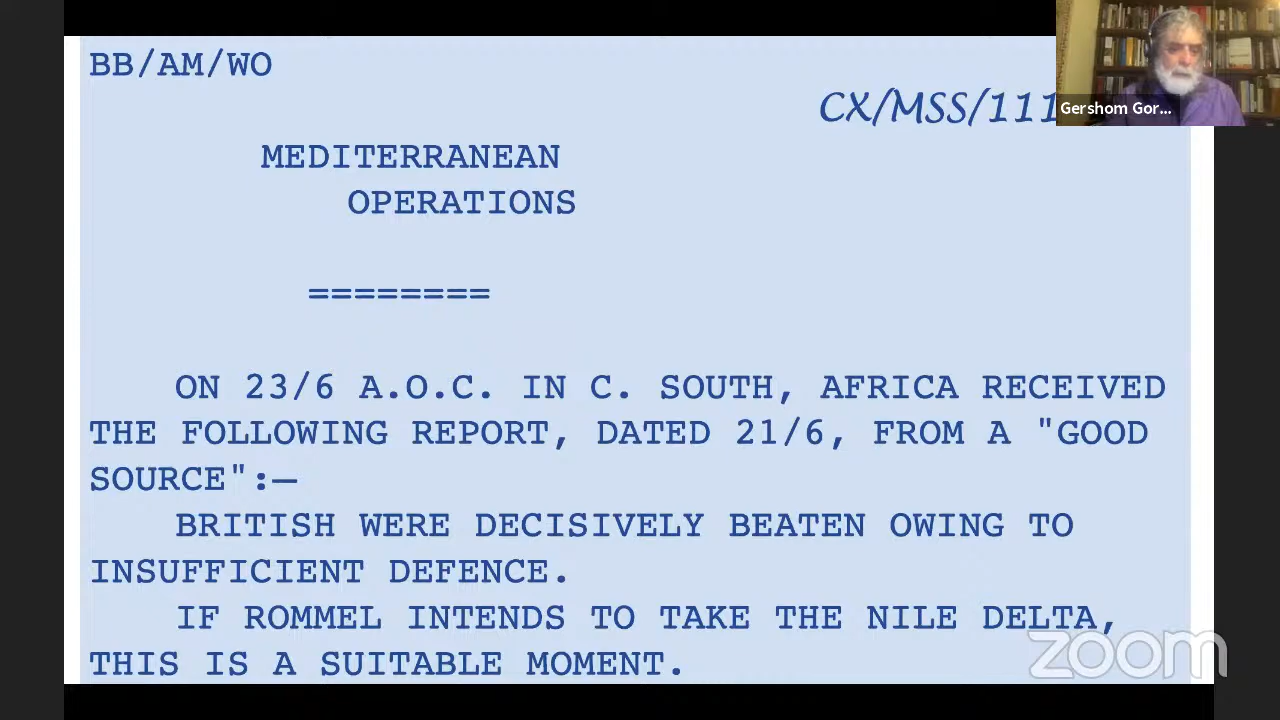 BB/AM/WO
CX/MSS/111
Gershom Gor...
MEDITERRANEAN
OPERATIONS
========
ON 23/6 A.O.C. IN C. SOUTH, AFRICA RECEIVED
THE FOLLOWING REPORT, DATED 21/6, FROM A "GOOD
SOURCE":—
BRITISH WERE DECISIVELY BEATEN OWING TO
INSUFFICIENT DEFENCE.
IF ROMMEL INTENDS TO TAKE THE NILE DELTA,
THIS IS A SUITABLE MOMENT.
zoom